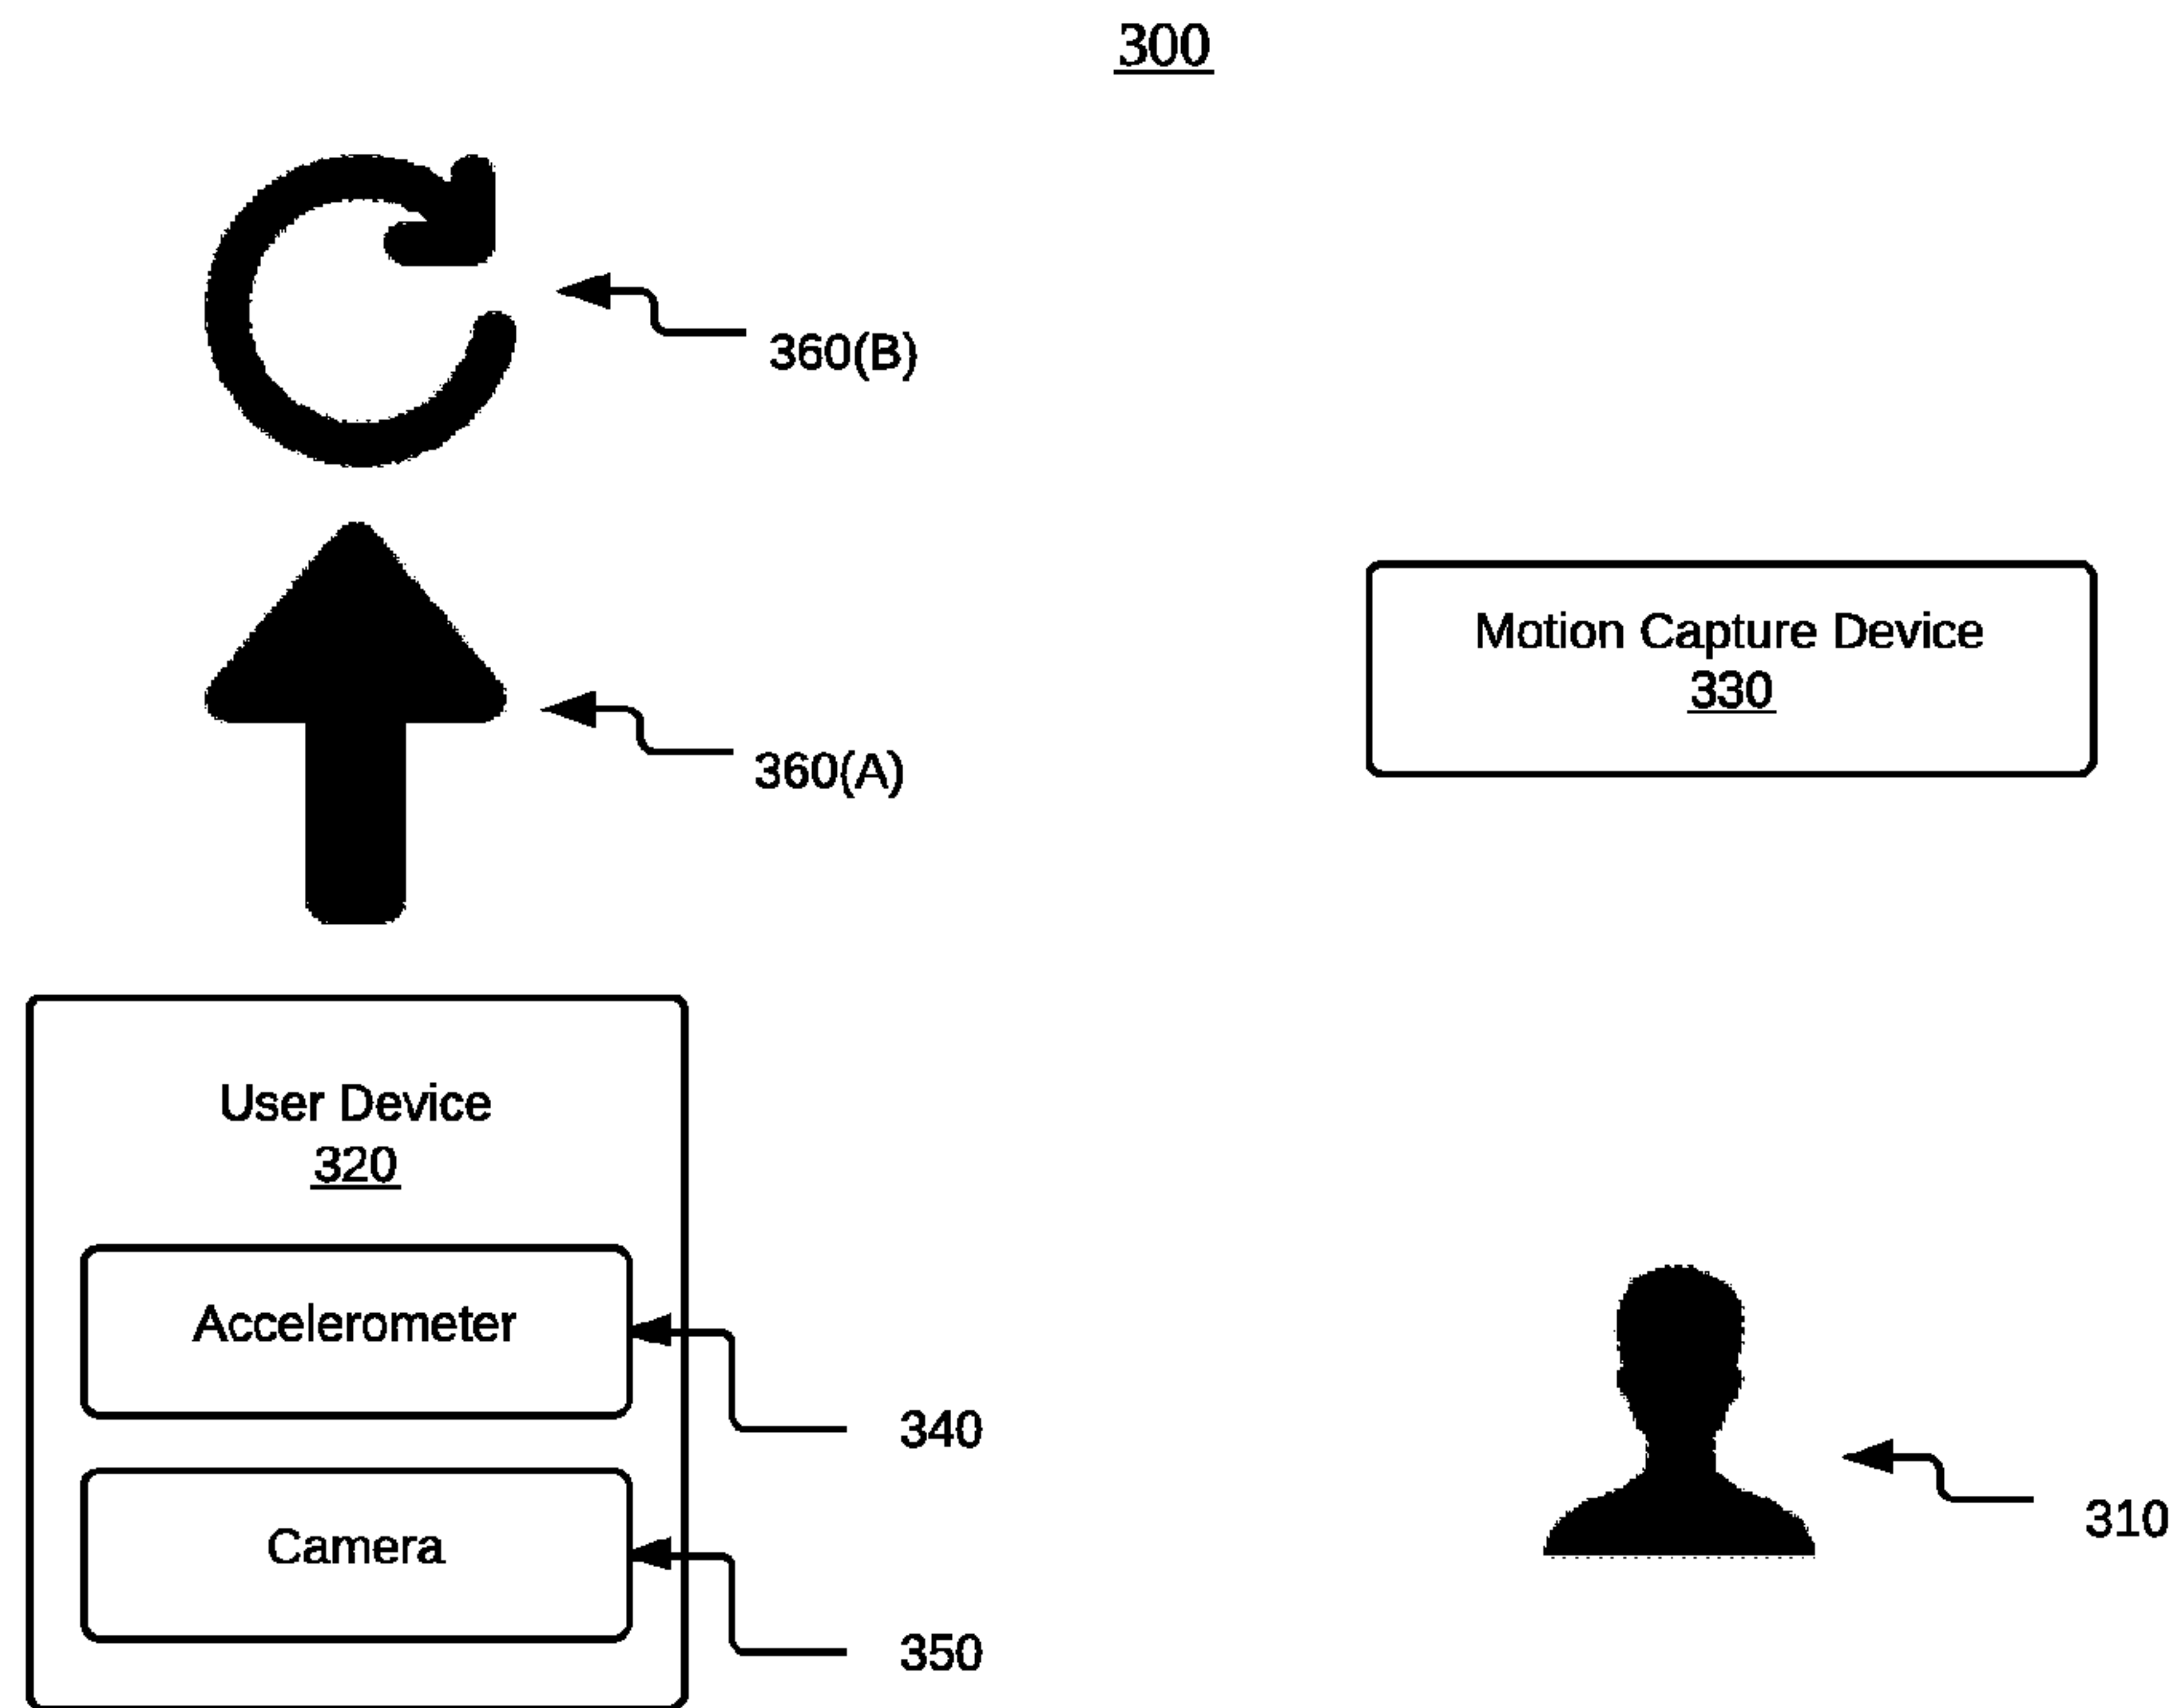 300
360(B)
Motion Capture Device
330
360(A)
User Device
320
Accelerometer
340
Camera
350
310